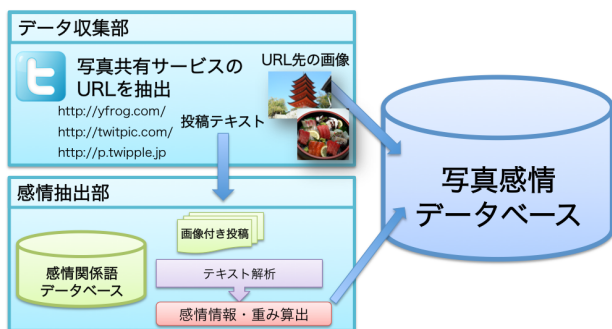 データ収集部
写真共有サービスの
URLを抽出
http://yfrog.com/
http://twitpic.com/
http://p.twipple.jp
URL先の画像
投稿テキスト
感情抽出部
画像付き投稿
感情関係語
データベース
テキスト解析
感情情報・重み算出
写真感情
データベース